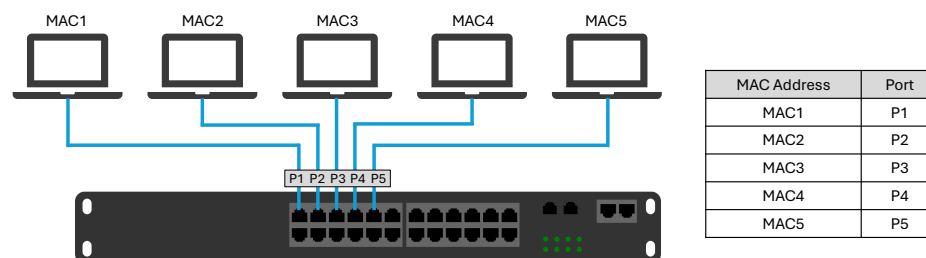 MAC1 MAC2 MAC3 MAC4 MAC5
P1 P2 P3 P4 P5
MAC Address Port
MAC1 P1
MAC2 P2
MAC3 P3
MAC4 P4
MAC5 P5